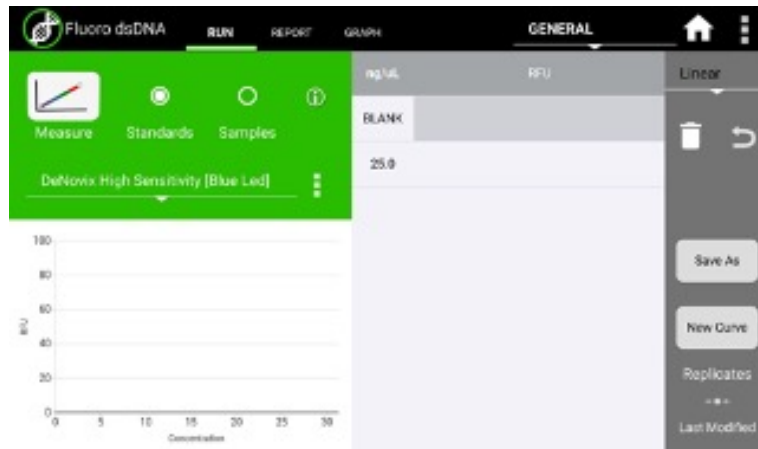 Fluoro dsDNA RUN REPORT GRAPH GENERAL
Measure Standards Samples
DeNovix High Sensitivity [Blue Led]
ng/uL RFU
BLANK
25.0
Linear
Save As
New Curve
Replicates
Last Modified
100
80
60
40
20
0
RFU
0 5 10 15 20 25 30
Concentration